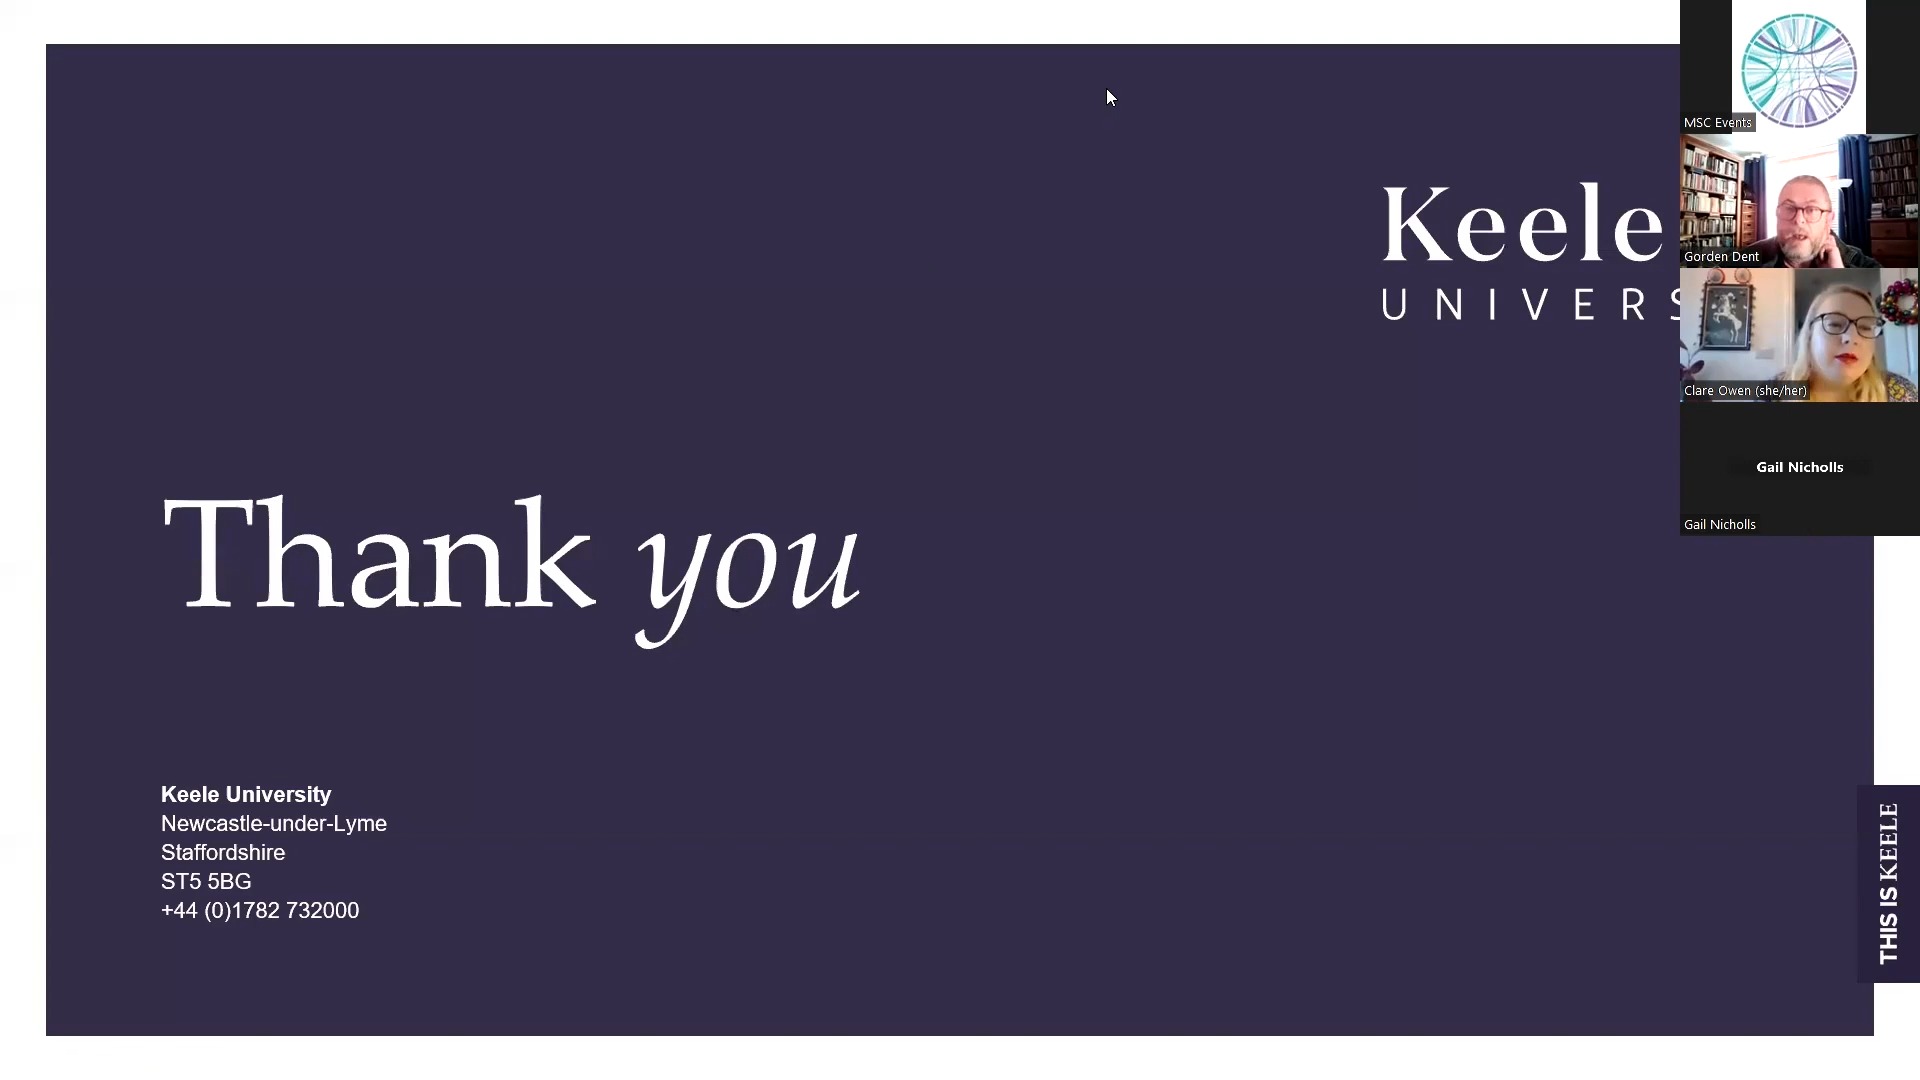 Keele
UNIVERS
Thank you
Keele University
Newcastle-under-Lyme
Staffordshire
ST5 5BG
+44 (0)1782 732000
THIS IS KEELE
MSC Events
Gorden Dent
Clare Owen (she/her)
Gail Nicholls
Gail Nicholls